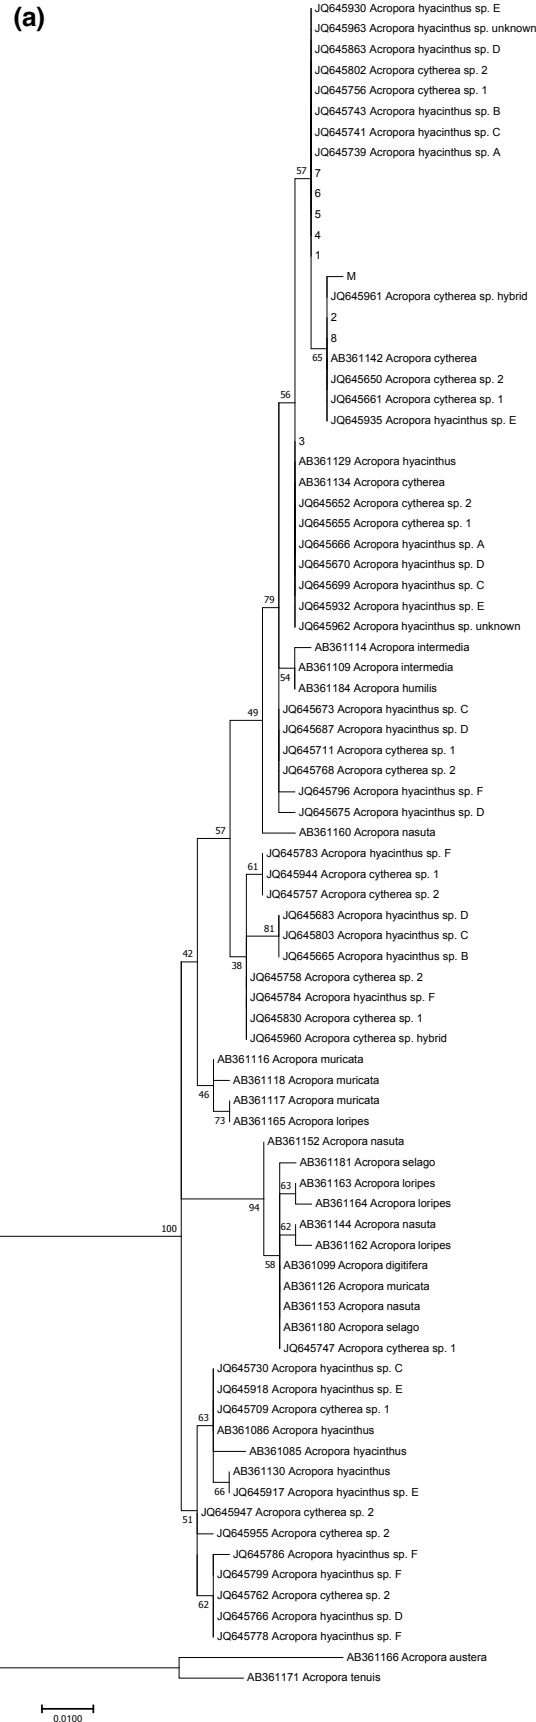 (a)
JQ645930 Acropora hyacinthus sp. E
JQ645963 Acropora hyacinthus sp. unknown
JQ645863 Acropora hyacinthus sp. D
JQ645802 Acropora cytherea sp. 2
JQ645756 Acropora cytherea sp. 1
JQ645743 Acropora hyacinthus sp. B
JQ645741 Acropora hyacinthus sp. C
JQ645739 Acropora hyacinthus sp. A
57
7
6
5
4
1
M
JQ645961 Acropora cytherea sp. hybrid
2
8
65
AB361142 Acropora cytherea
JQ645650 Acropora cytherea sp. 2
56
JQ645661 Acropora cytherea sp. 1
JQ645935 Acropora hyacinthus sp. E
3
AB361129 Acropora hyacinthus
AB361134 Acropora cytherea
JQ645652 Acropora cytherea sp. 2
JQ645655 Acropora cytherea sp. 1
JQ645666 Acropora hyacinthus sp. A
JQ645670 Acropora hyacinthus sp. D
JQ645699 Acropora hyacinthus sp. C
79
JQ645932 Acropora hyacinthus sp. E
JQ645962 Acropora hyacinthus sp. unknown
AB361114 Acropora intermedia
AB361109 Acropora intermedia
54
AB361184 Acropora humilis
49
JQ645673 Acropora hyacinthus sp. C
JQ645687 Acropora hyacinthus sp. D
JQ645711 Acropora cytherea sp. 1
JQ645768 Acropora cytherea sp. 2
JQ645796 Acropora hyacinthus sp. F
JQ645675 Acropora hyacinthus sp. D
57
AB361160 Acropora nasuta
JQ645783 Acropora hyacinthus sp. F
61
JQ645944 Acropora cytherea sp. 1
JQ645757 Acropora cytherea sp. 2
JQ645683 Acropora hyacinthus sp. D
81
JQ645803 Acropora hyacinthus sp. C
42
JQ645665 Acropora hyacinthus sp. B
38
JQ645758 Acropora cytherea sp. 2
JQ645784 Acropora hyacinthus sp. F
JQ645830 Acropora cytherea sp. 1
JQ645960 Acropora cytherea sp. hybrid
AB361116 Acropora muricata
AB361118 Acropora muricata
46
AB361117 Acropora muricata
73
AB361165 Acropora loripes
AB361152 Acropora nasuta
AB361181 Acropora selago
63
AB361163 Acropora loripes
94
AB361164 Acropora loripes
100
62
AB361144 Acropora nasuta
AB361162 Acropora loripes
58
AB361099 Acropora digitifera
AB361126 Acropora muricata
AB361153 Acropora nasuta
AB361180 Acropora selago
JQ645747 Acropora cytherea sp. 1
JQ645730 Acropora hyacinthus sp. C
JQ645918 Acropora hyacinthus sp. E
JQ645709 Acropora cytherea sp. 1
63
AB361086 Acropora hyacinthus
AB361085 Acropora hyacinthus
AB361130 Acropora hyacinthus
66
JQ645917 Acropora hyacinthus sp. E
51
JQ645947 Acropora cytherea sp. 2
JQ645955 Acropora cytherea sp. 2
JQ645786 Acropora hyacinthus sp. F
JQ645799 Acropora hyacinthus sp. F
JQ645762 Acropora cytherea sp. 2
62
JQ645766 Acropora hyacinthus sp. D
JQ645778 Acropora hyacinthus sp. F
AB361166 Acropora austera
AB361171 Acropora tenuis
0.0100